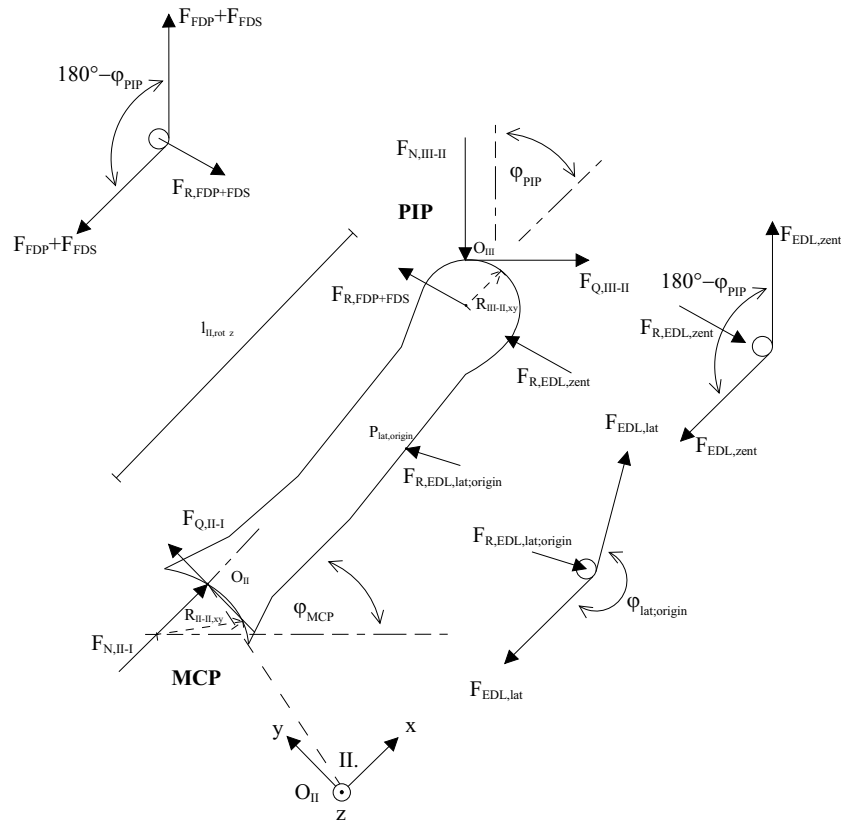 F_FDP+F_FDS
180°−φ_PIP
F_R,FDP+FDS
F_FDP+F_FDS
F_N,III-II
φ_PIP
PIP
O_III
F_Q,III-II
F_R,FDP+FDS
R_III-II,xy
F_EDL,zent
180°−φ_PIP
F_R,EDL,zent
F_EDL,zent
l_II,rot z
F_R,EDL,zent
P_lat,origin
F_R,EDL,lat;origin
F_EDL,lat
F_R,EDL,lat;origin
φ_lat;origin
F_EDL,lat
F_Q,II-I
O_II
R_II-II,xy
φ_MCP
F_N,II-I
MCP
y
x
II.
O_II
z